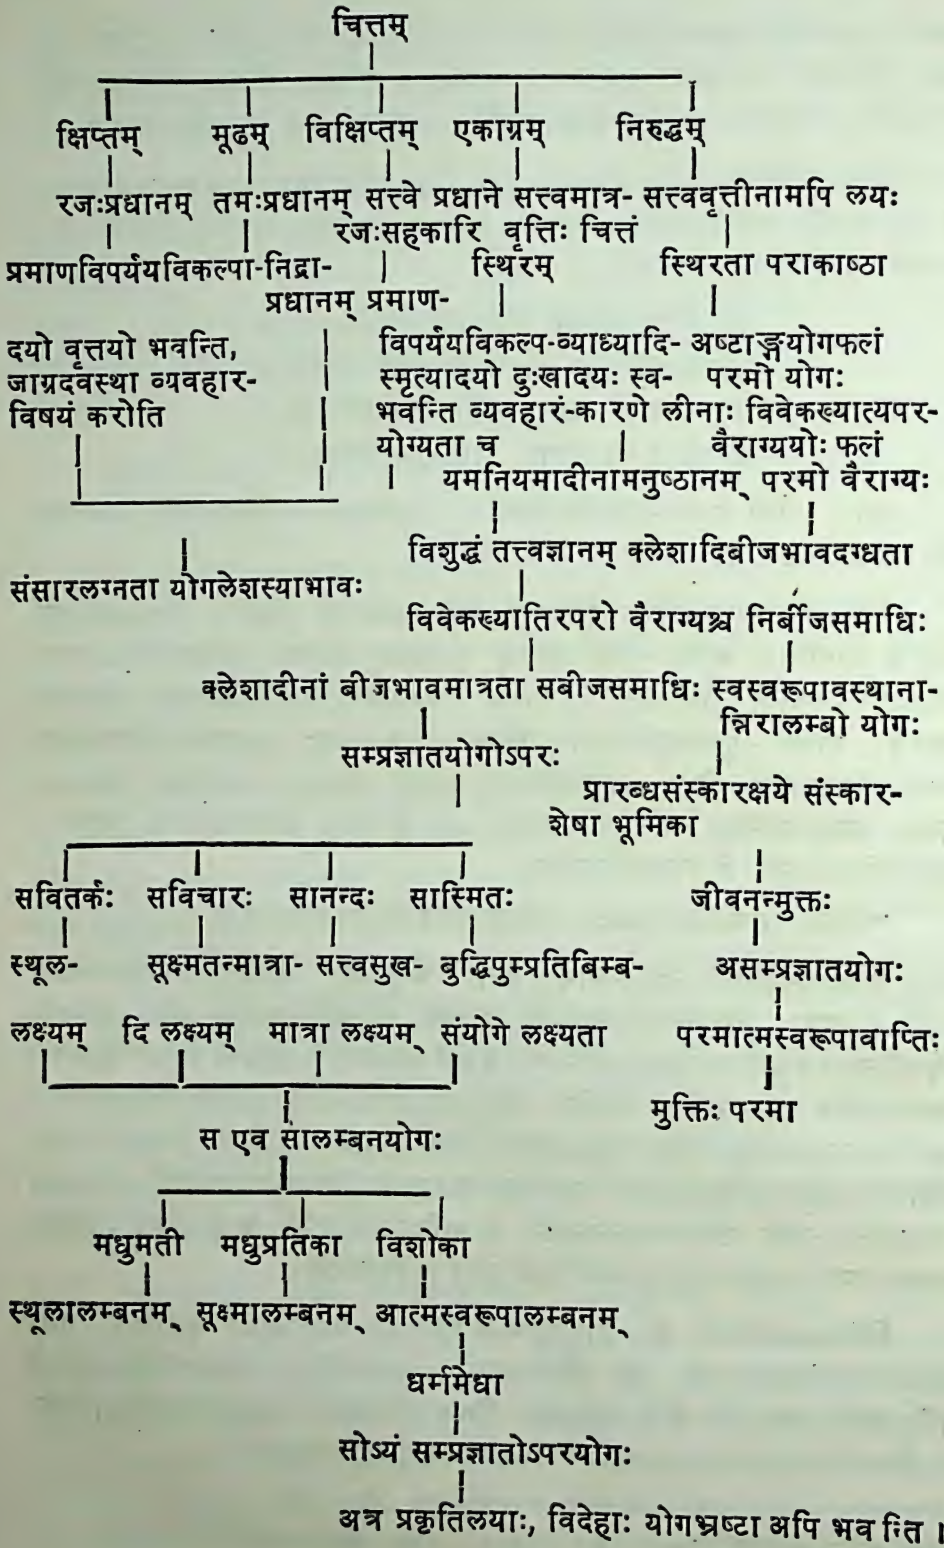 चित्तम्
क्षिप्तम् मूढम् विक्षिप्तम् एकाग्रम् निरुद्धम्
रजःप्रधानम् तमःप्रधानम् सत्त्वे प्रधाने सत्त्वमात्र- सत्त्ववृत्तीनामपि लयः
रजःसहकारि वृत्तिः चित्तं
प्रमाणविपर्ययविकल्पा-निद्रा- स्थिरम् स्थिरता पराकाष्ठा
प्रधानम् प्रमाण-
दयो वृत्तयो भवन्ति, विपर्ययविकल्प-व्याध्यादि- अष्टाङ्गयोगफलं
जाग्रदवस्था व्यवहार- स्मृत्यादयो दुःखादयः स्व- परमो योगः
विषयं करोति भवन्ति व्यवहारं-कारणे लीनाः विवेकख्यात्यपर-
योग्यता च वैराग्ययोः फलं
यमनियमादीनामनुष्ठानम् परमो वैराग्यः
विशुद्धं तत्त्वज्ञानम् क्लेशादिबीजभावदग्धता
संसारलग्नता योगलेशस्याभावः
विवेकख्यातिरपरो वैराग्यश्च निर्बीजसमाधिः
क्लेशादीनां बीजभावमात्रता सबीजसमाधिः स्वस्वरूपावस्थाना-
न्निरालम्बो योगः
सम्प्रज्ञातयोगोऽपरः
प्रारब्धसंस्कारक्षये संस्कार-
शेषा भूमिका
सवितर्कः सविचारः सानन्दः सास्मितः जीवनन्मुक्तः
स्थूल- सूक्ष्मतन्मात्रा- सत्त्वसुख- बुद्धिपुम्प्रतिबिम्ब- असम्प्रज्ञातयोगः
लक्ष्यम् दि लक्ष्यम् मात्रा लक्ष्यम् संयोगे लक्ष्यता परमात्मस्वरूपावाप्तिः
मुक्तिः परमा
स एव सालम्बनयोगः
मधुमती मधुप्रतिका विशोका
स्थूलालम्बनम् सूक्ष्मालम्बनम् आत्मस्वरूपालम्बनम्
धर्ममेधा
सोऽयं सम्प्रज्ञातोऽपरयोगः
अत्र प्रकृतिलयाः, विदेहाः योगभ्रष्टा अपि भवन्ति ।